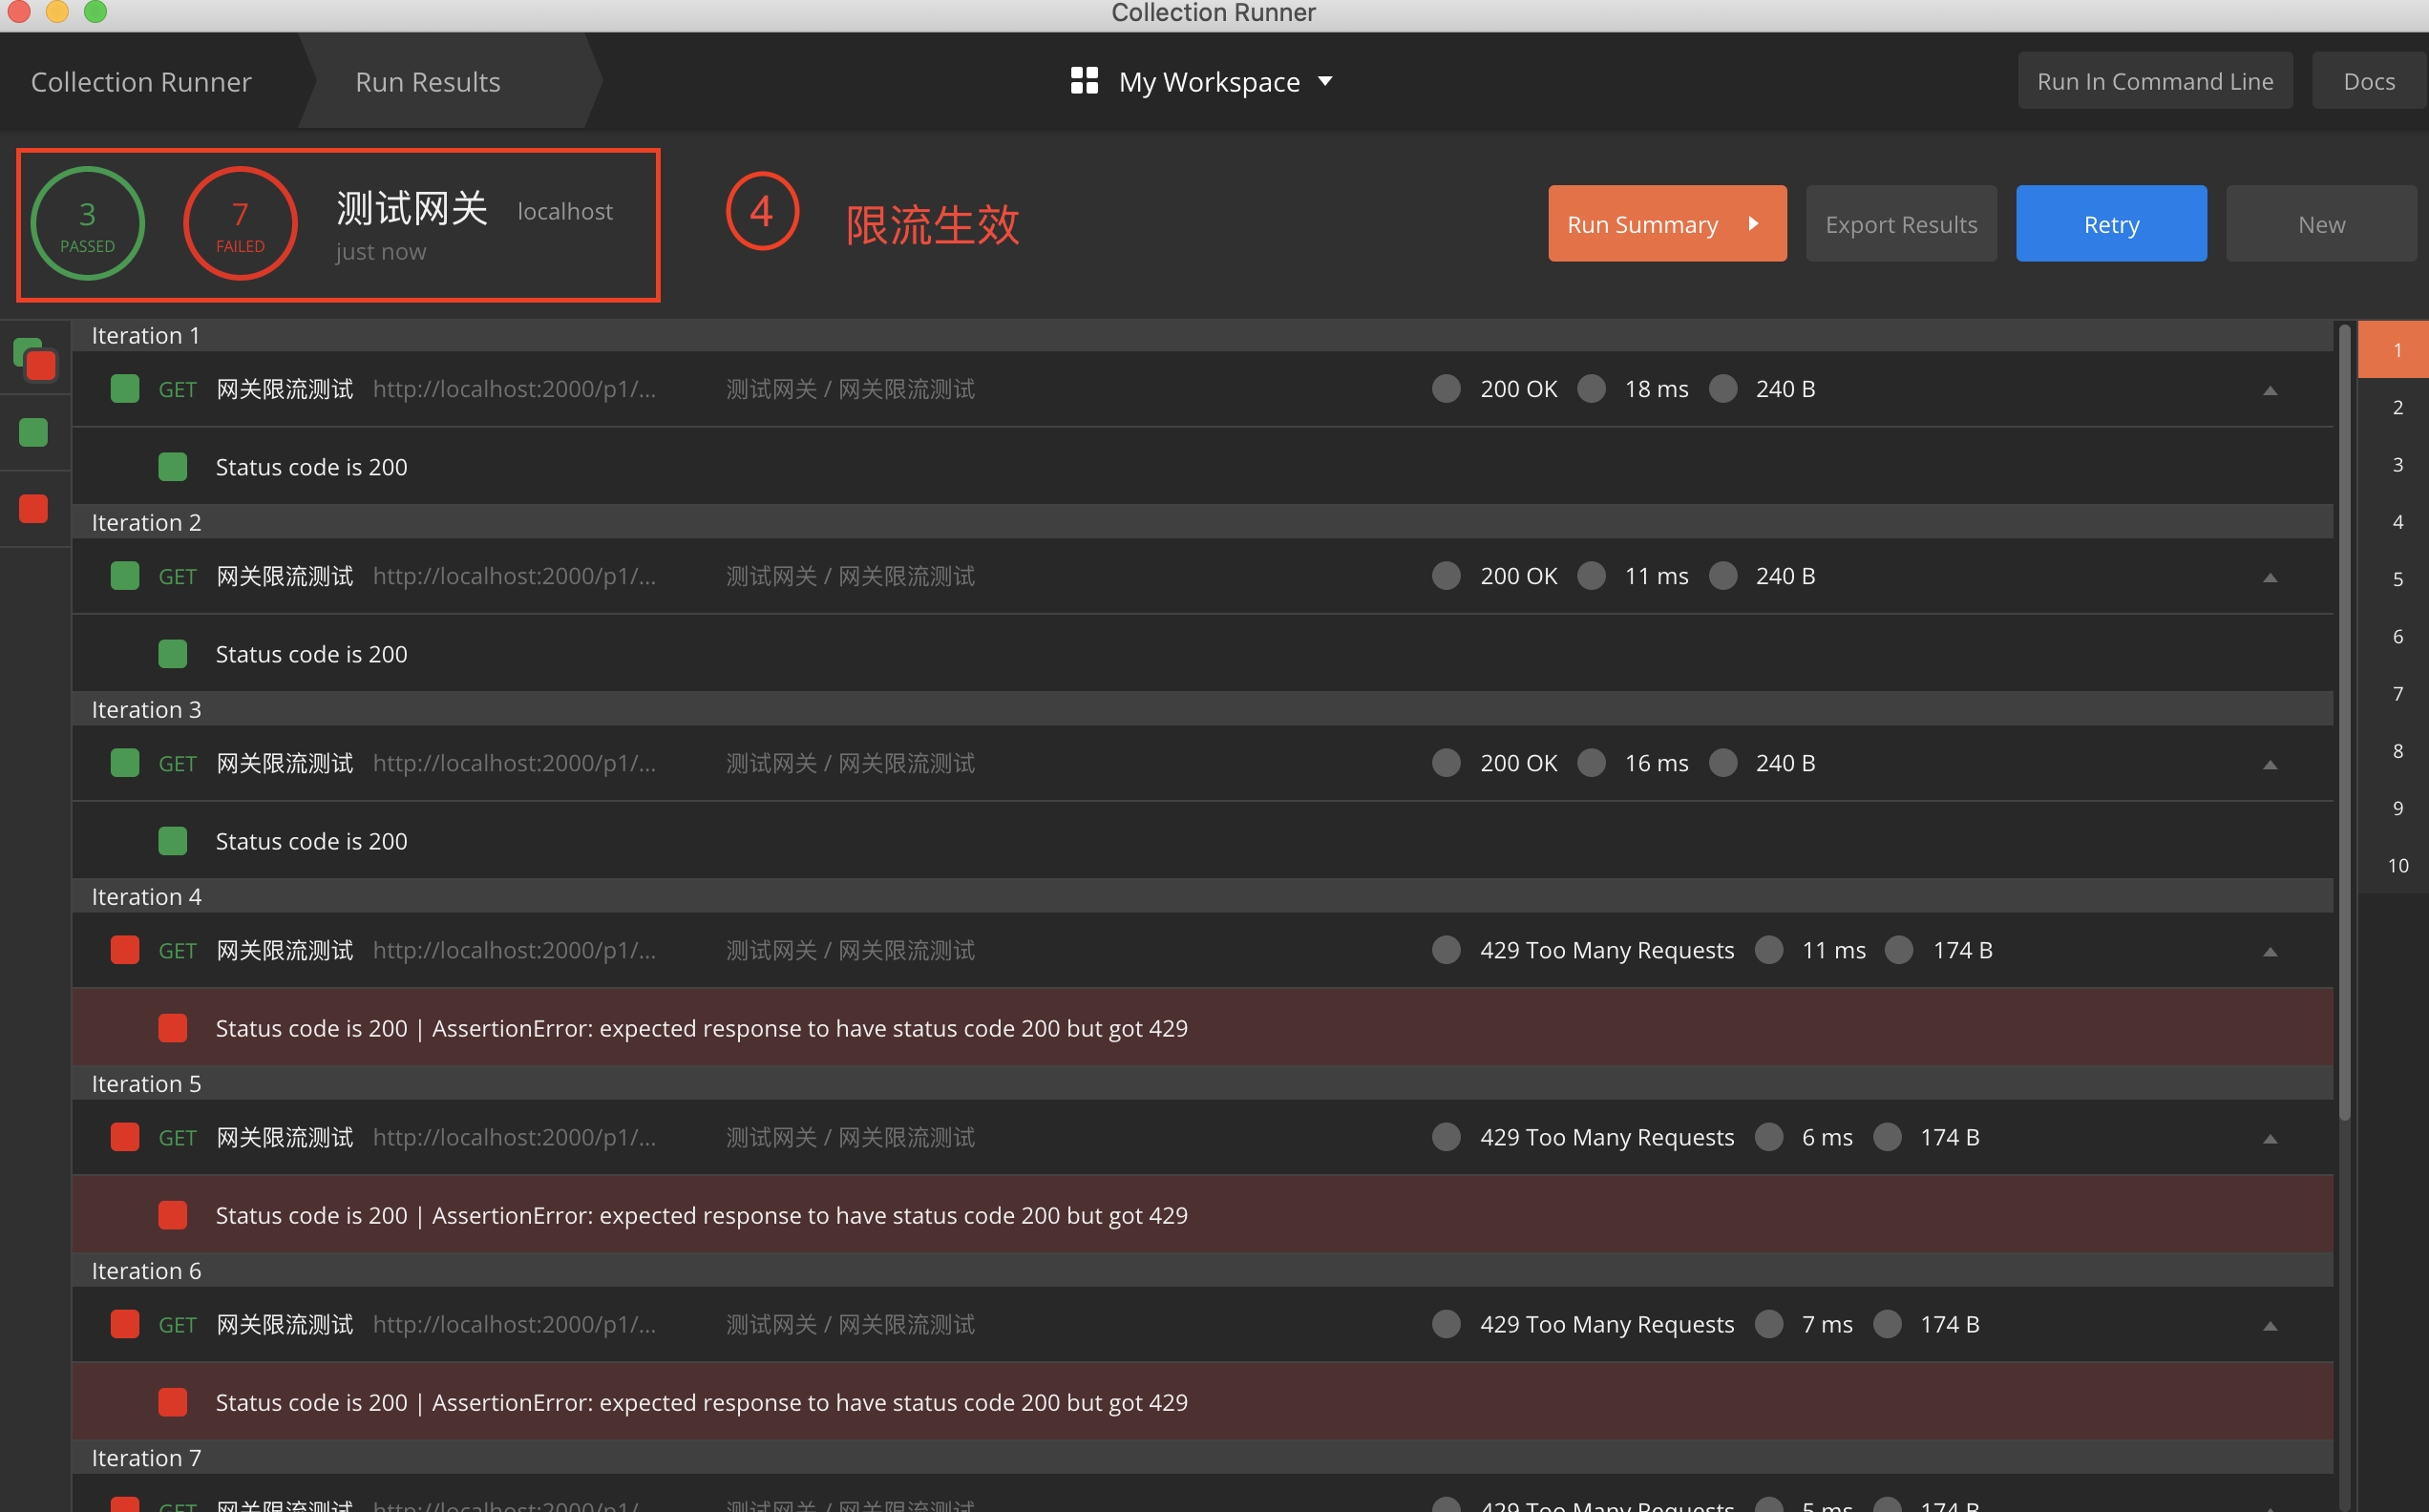 Collection Runner
Collection Runner Run Results My Workspace Run In Command Line Docs
3 PASSED 7 FAILED 测试网关 localhost just now ④ 限流生效 Run Summary Export Results Retry New
Iteration 1 1
GET 网关限流测试 http://localhost:2000/p1/... 测试网关 / 网关限流测试 200 OK 18 ms 240 B
2
Status code is 200 3
Iteration 2 4
GET 网关限流测试 http://localhost:2000/p1/... 测试网关 / 网关限流测试 200 OK 11 ms 240 B 5
Status code is 200 6
Iteration 3 7
GET 网关限流测试 http://localhost:2000/p1/... 测试网关 / 网关限流测试 200 OK 16 ms 240 B 8
9
Status code is 200 10
Iteration 4
GET 网关限流测试 http://localhost:2000/p1/... 测试网关 / 网关限流测试 429 Too Many Requests 11 ms 174 B
Status code is 200 | AssertionError: expected response to have status code 200 but got 429
Iteration 5
GET 网关限流测试 http://localhost:2000/p1/... 测试网关 / 网关限流测试 429 Too Many Requests 6 ms 174 B
Status code is 200 | AssertionError: expected response to have status code 200 but got 429
Iteration 6
GET 网关限流测试 http://localhost:2000/p1/... 测试网关 / 网关限流测试 429 Too Many Requests 7 ms 174 B
Status code is 200 | AssertionError: expected response to have status code 200 but got 429
Iteration 7
GET 网关限流测试 http://localhost:2000/p1/... 测试网关 / 网关限流测试 429 Too Many Requests 5 ms 174 B